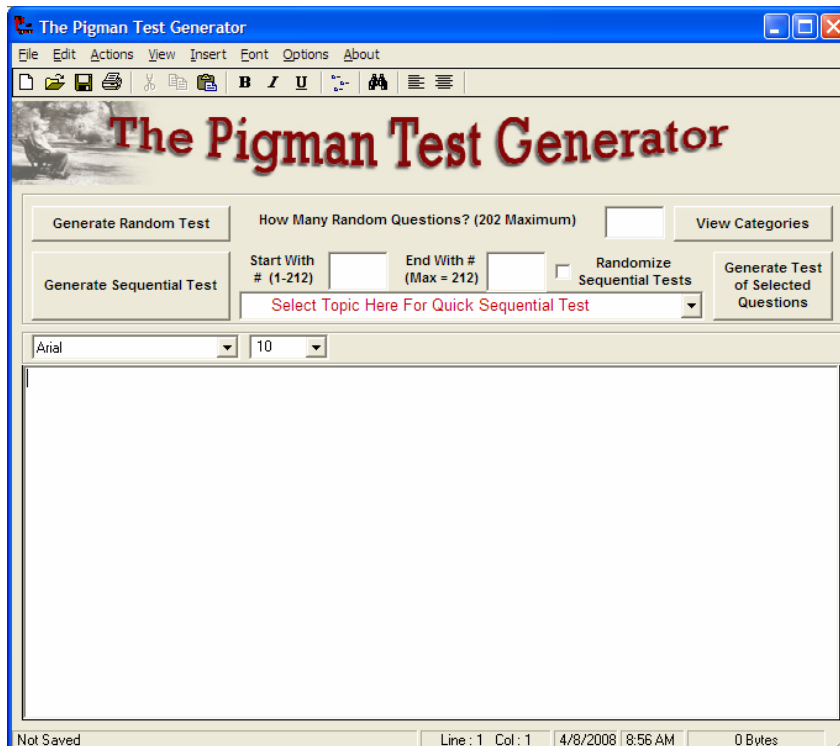 The Pigman Test Generator
File Edit Actions View Insert Font Options About
B I U
The Pigman Test Generator
Generate Random Test
How Many Random Questions? (202 Maximum)
View Categories
Generate Sequential Test
Start With
# (1-212)
End With #
(Max = 212)
Randomize
Sequential Tests
Generate Test
of Selected
Questions
Select Topic Here For Quick Sequential Test
Arial 10
Not Saved Line : 1 Col : 1 4/8/2008 8:56 AM 0 Bytes